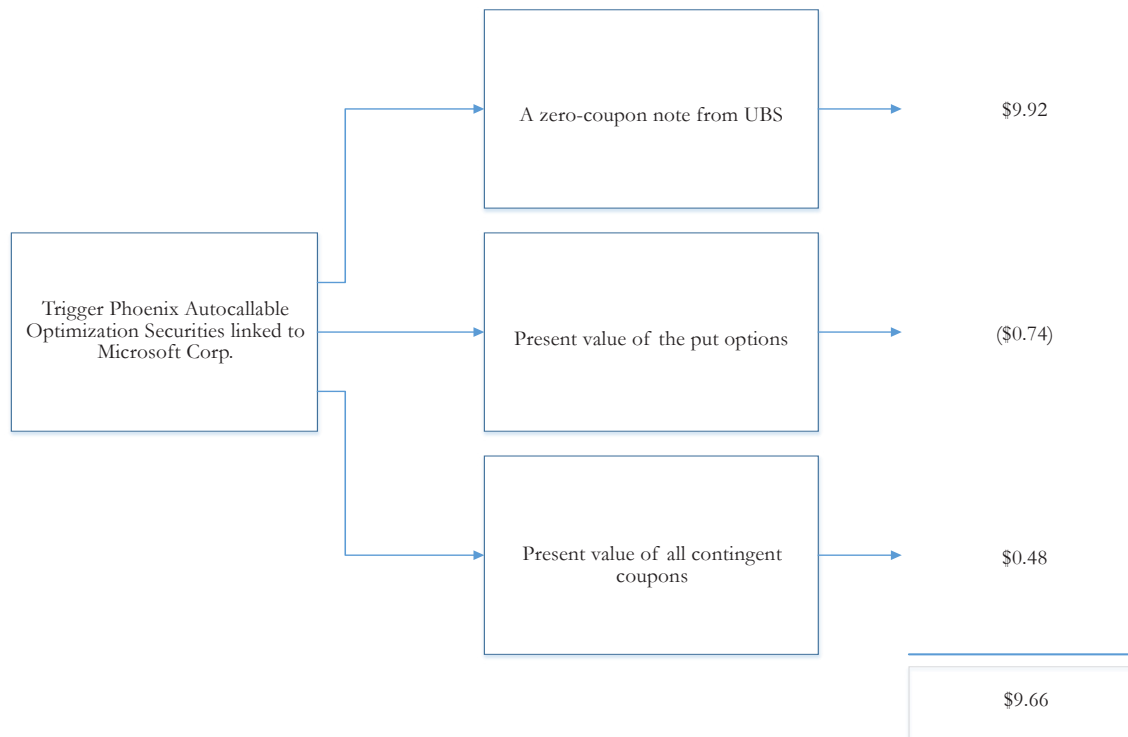 A zero-coupon note from UBS
$9.92
Trigger Phoenix Autocallable
Optimization Securities linked to
Microsoft Corp.
Present value of the put options
($0.74)
Present value of all contingent
coupons
$0.48
$9.66